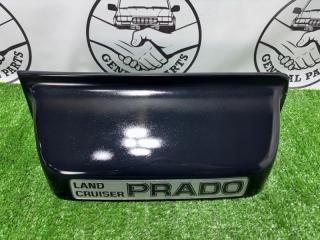 GENERAL PARTS
GENERAL PARTS
LAND
CRUISER PRADO